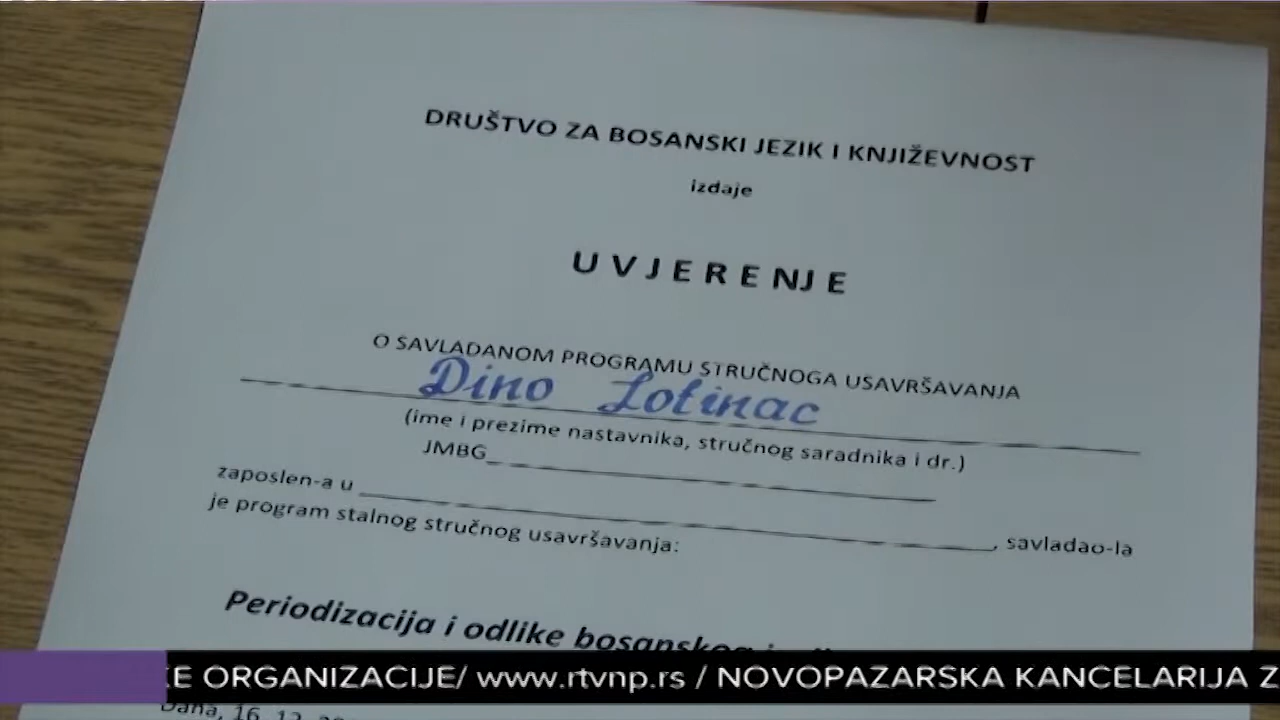 DRUŠTVO ZA BOSANSKI JEZIK I KNJIŽEVNOST
izdaje
UVJERENJE
O SAVLADANOM PROGRAMU STRUČNOGA USAVRŠAVANJA
Dino Lotinac
(ime i prezime nastavnika, stručnog saradnika i dr.)
JMBG
zaposlen-a u , savladao-la
je program stalnog stručnog usavršavanja:
Periodizacija i odlike bosanskog
KE ORGANIZACIJE/ www.rtvnp.rs / NOVOPAZARSKA KANCELARIJA Z
Dana, 16. 12.